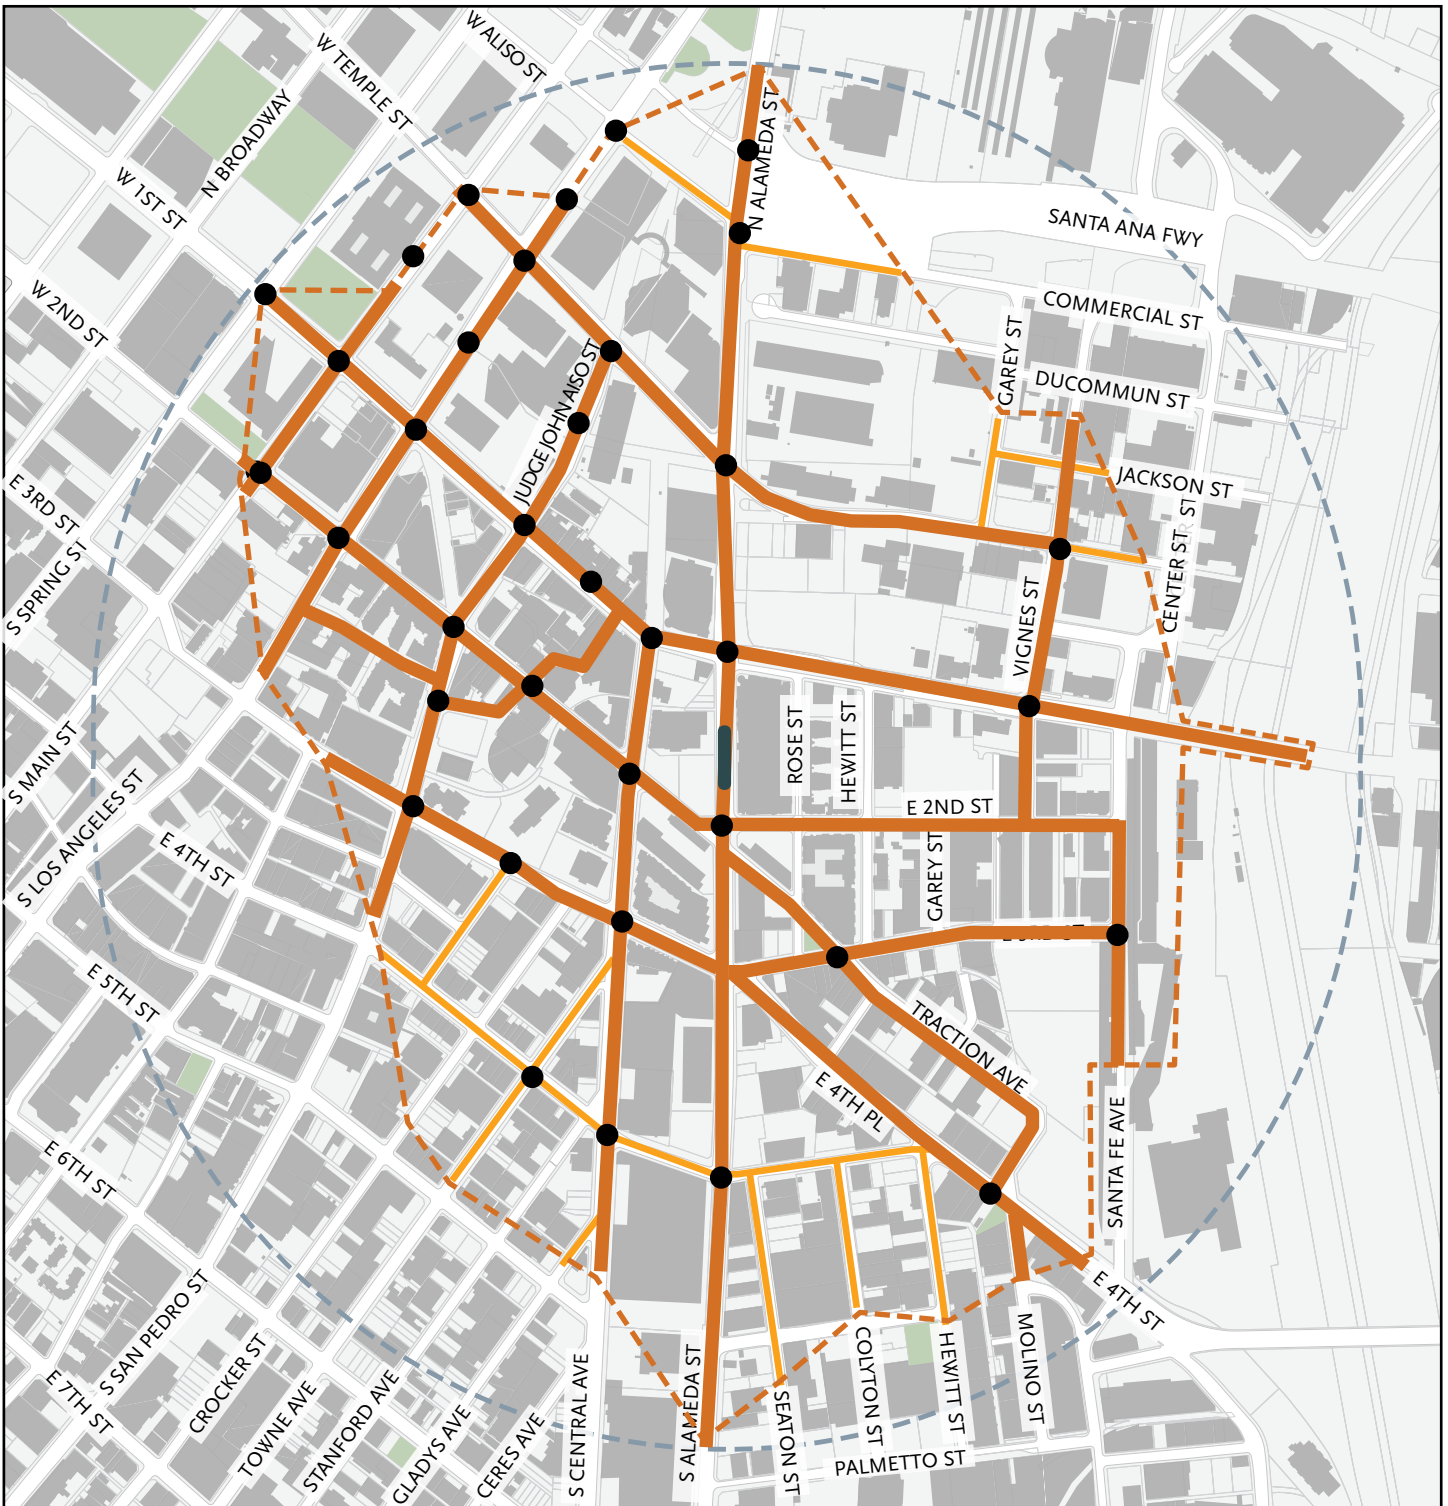 W ALISO ST
W TEMPLE ST
N BROADWAY
N ALAMEDA ST
W 1ST ST
SANTA ANA FWY
W 2ND ST
COMMERCIAL ST
GAREY ST
DUCOMMUN ST
JUDGE JOHN AISO ST
JACKSON ST
E 3RD ST
CENTER ST
S SPRING ST
VIGNES ST
ROSE ST
HEWITT ST
S MAIN ST
E 2ND ST
S LOS ANGELES ST
E 4TH ST
GAREY ST
E 3RD ST
E 5TH ST
TRACTION AVE
E 4TH PL
E 6TH ST
SANTA FE AVE
E 4TH ST
S SAN PEDRO ST
CROCKER ST
E 7TH ST
TOWNE AVE
STANFORD AVE
GLADYS AVE
CERES AVE
S CENTRAL AVE
S ALAMEDA ST
SEATON ST
COLYTON ST
HEWITT ST
MOLINO ST
PALMETTO ST